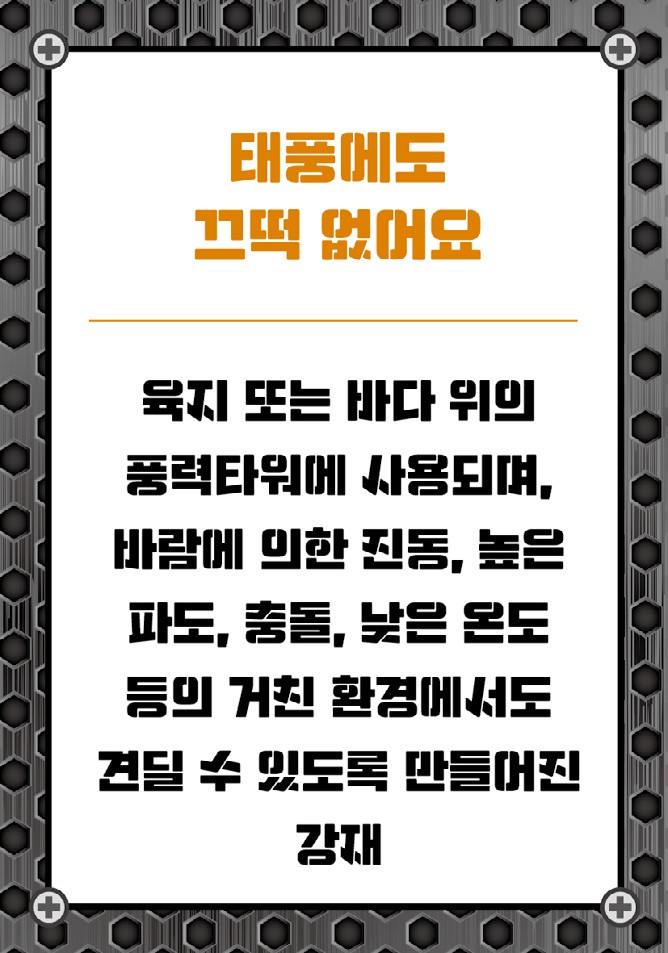 태풍에도
끄떡 없어요
육지 또는 바다 위의
풍력타워에 사용되며,
바람에 의한 진동, 높은
파도, 충돌, 낮은 온도
등의 거친 환경에서도
견딜 수 있도록 만들어진
강재